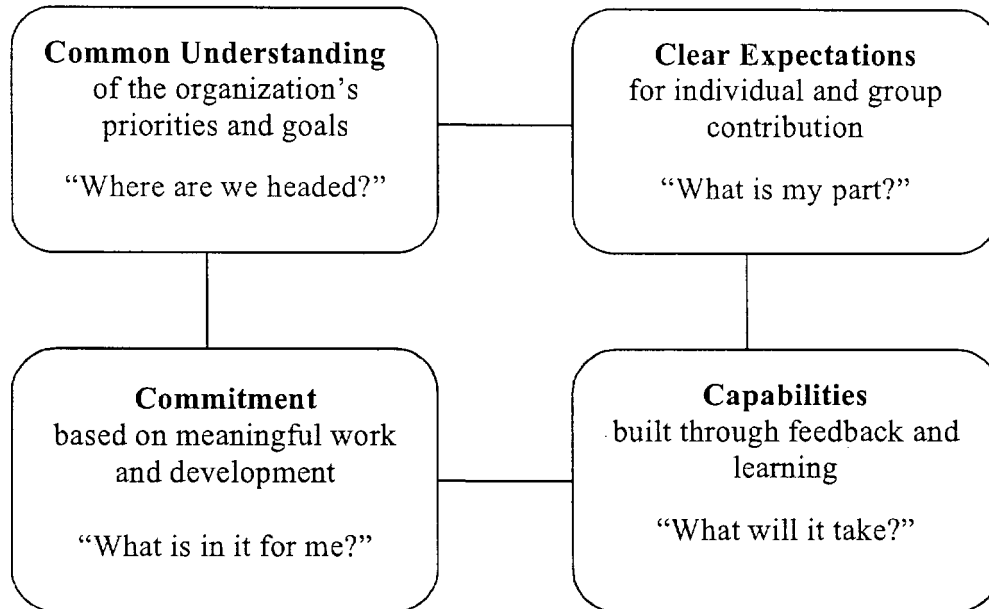 Common Understanding
of the organization’s
priorities and goals
“Where are we headed?”
Clear Expectations
for individual and group
contribution
“What is my part?”
Commitment
based on meaningful work
and development
“What is in it for me?”
Capabilities
built through feedback and
learning
“What will it take?”